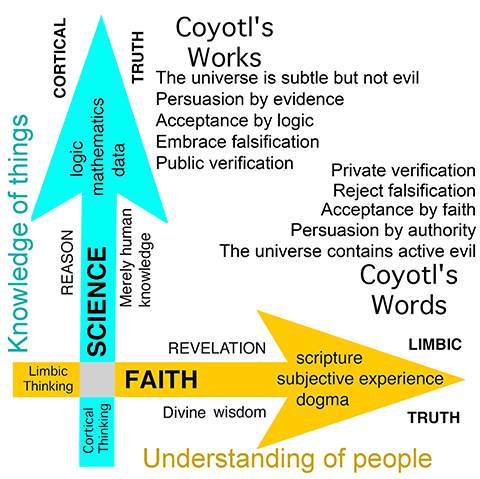 Coyotl's
Works
The universe is subtle but not evil
Persuasion by evidence
Acceptance by logic
Embrace falsification
Public verification
CORTICAL
TRUTH
logic
mathematics
data
Knowledge of things
REASON
SCIENCE
Merely human
knowledge
Private verification
Reject falsification
Acceptance by faith
Persuasion by authority
The universe contains active evil
Coyotl's
Words
REVELATION
LIMBIC
Limbic
Thinking
FAITH
scripture
subjective experience
dogma
Divine wisdom
TRUTH
Cortical
Thinking
Understanding of people